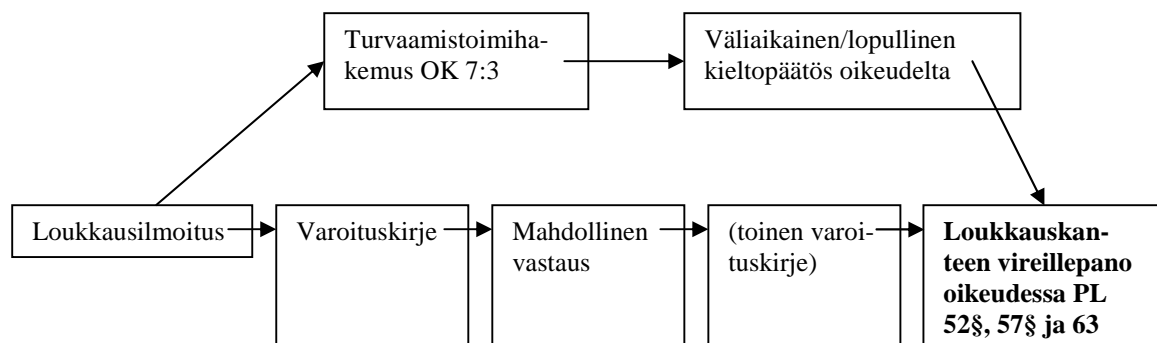 Turvaamistoimiha-
kemus OK 7:3
Väliaikainen/lopullinen
kieltopäätös oikeudelta
Loukkausilmoitus
Varoituskirje
Mahdollinen
vastaus
(toinen varoi-
tuskirje)
Loukkauskan-
teen vireillepano
oikeudessa PL
52§, 57§ ja 63